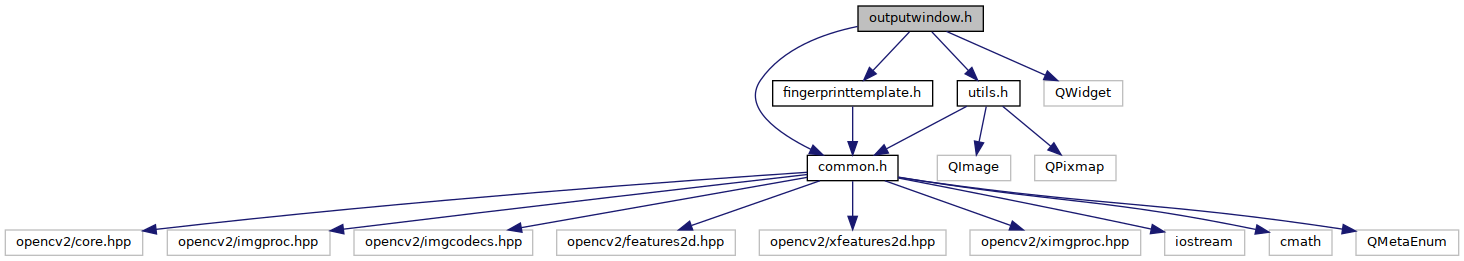 outputwindow.h
fingerprinttemplate.h
utils.h
QWidget
common.h
QImage
QPixmap
opencv2/core.hpp
opencv2/imgproc.hpp
opencv2/imgcodecs.hpp
opencv2/features2d.hpp
opencv2/xfeatures2d.hpp
opencv2/ximgproc.hpp
iostream
cmath
QMetaEnum